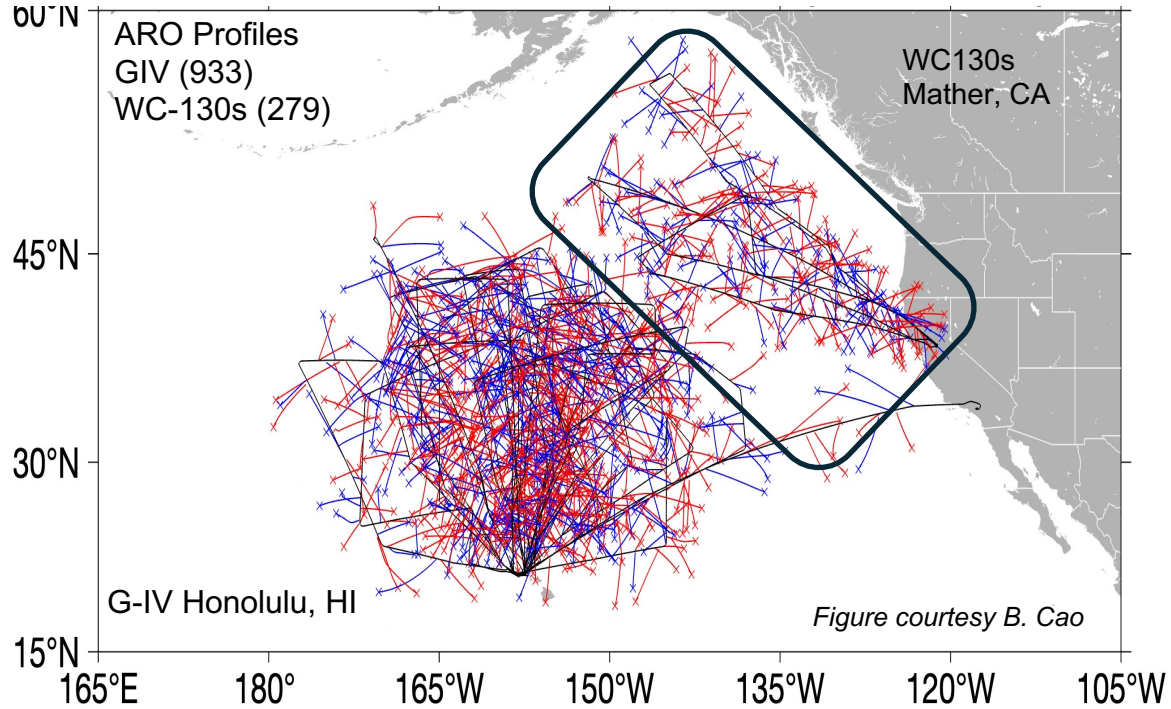 60°N
ARO Profiles
GIV (933)
WC-130s (279)
WC130s
Mather, CA
45°N
30°N
G-IV Honolulu, HI
Figure courtesy B. Cao
15°N
165°E 180° 165°W 150°W 135°W 120°W 105°W